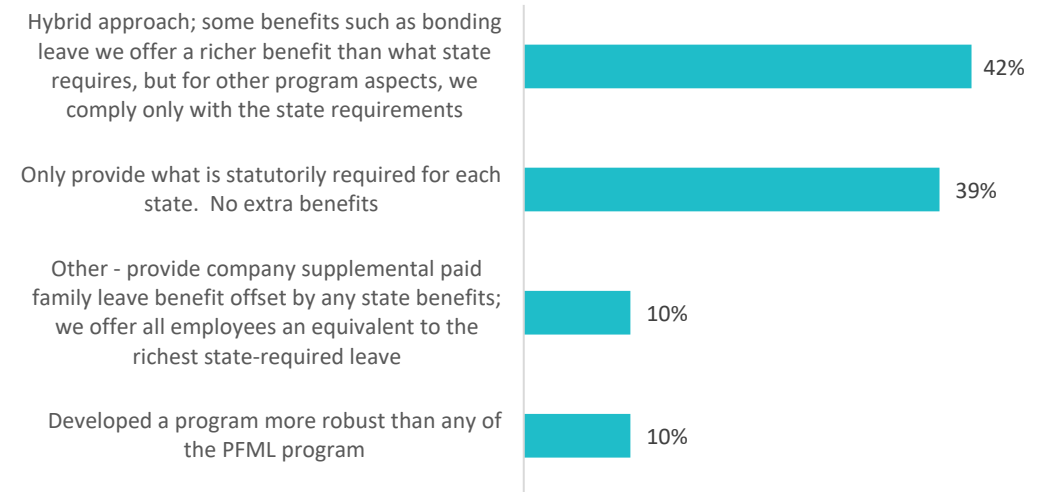 Hybrid approach; some benefits such as bonding
leave we offer a richer benefit than what state
requires, but for other program aspects, we
comply only with the state requirements
42%
Only provide what is statutorily required for each
state.  No extra benefits
39%
Other - provide company supplemental paid
family leave benefit offset by any state benefits;
we offer all employees an equivalent to the
richest state-required leave
10%
Developed a program more robust than any of
the PFML program
10%